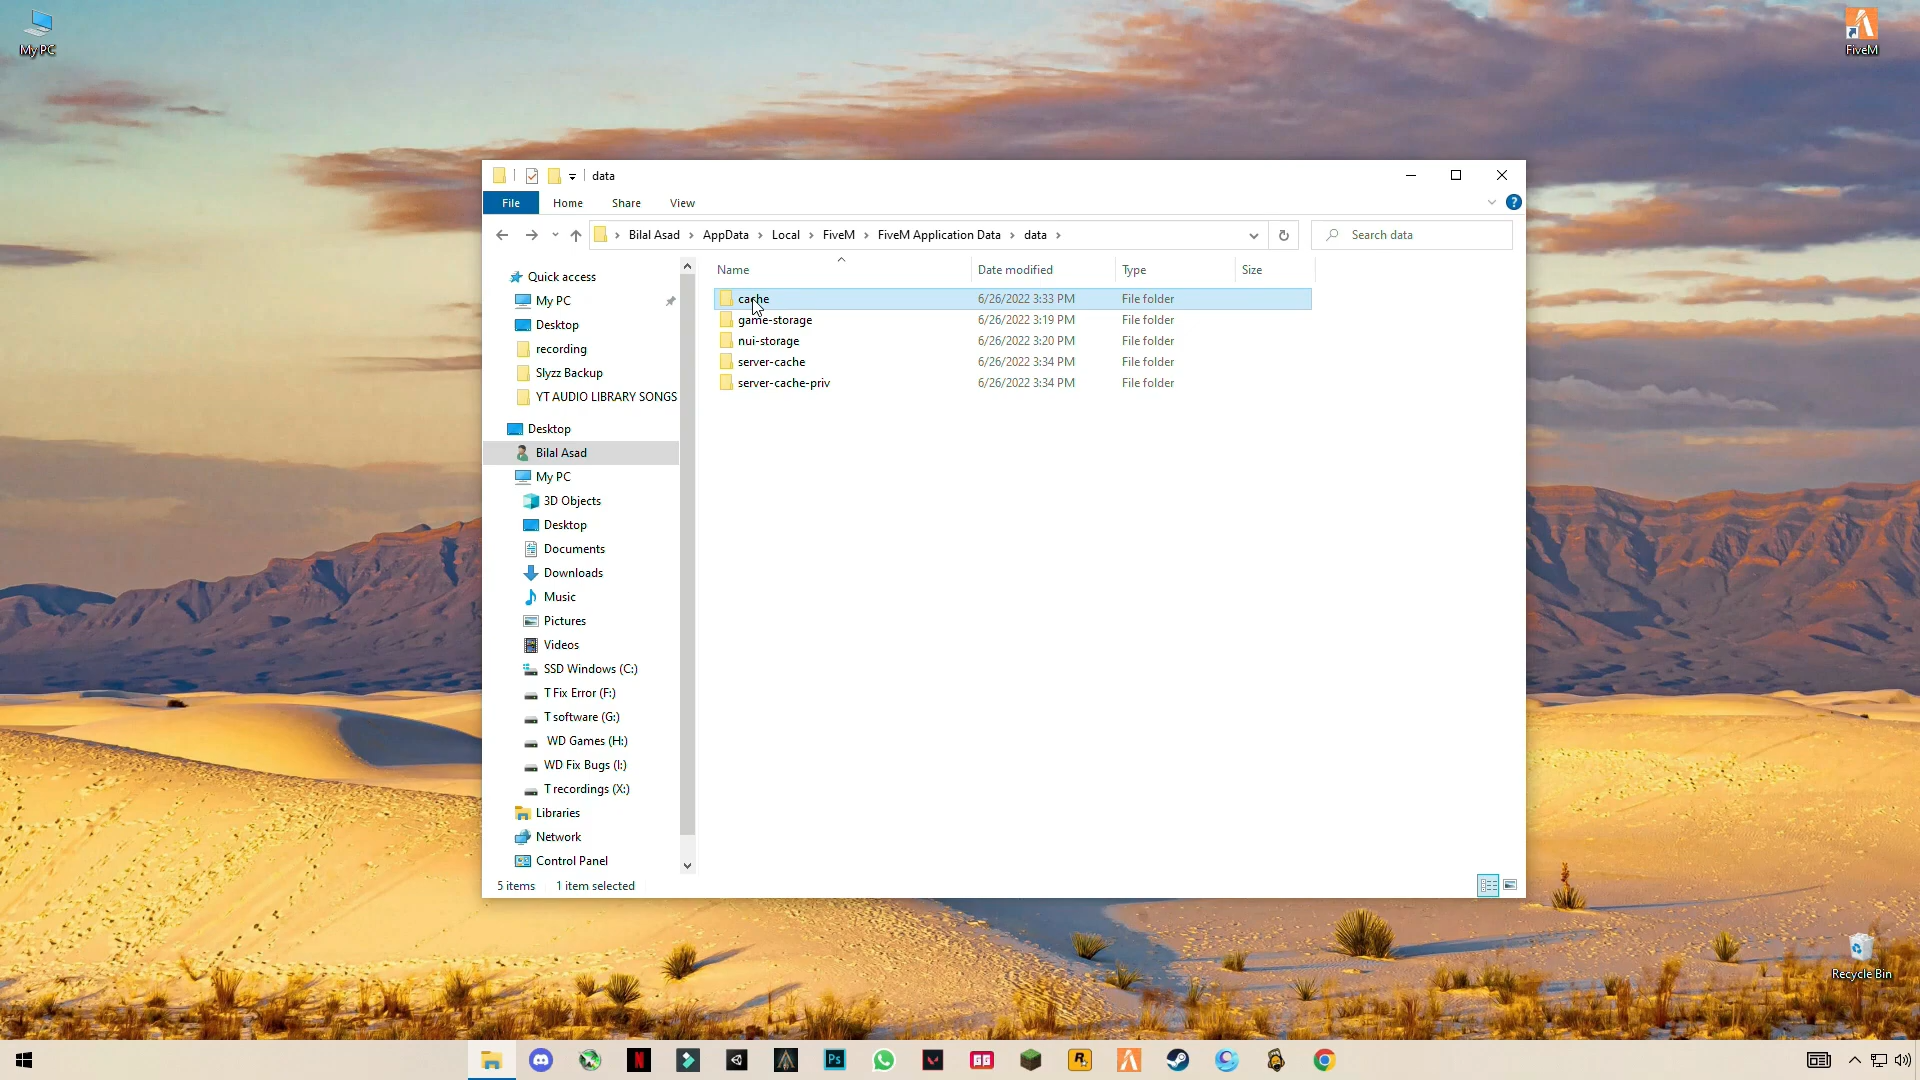 My PC
FiveM
data
File
Home
Share
View
Bilal Asad
AppData
Local
FiveM
FiveM Application Data
data
Search data
Quick access
My PC
Desktop
recording
Slyzz Backup
YT AUDIO LIBRARY SONGS
Desktop
Bilal Asad
My PC
3D Objects
Desktop
Documents
Downloads
Music
Pictures
Videos
SSD Windows (C:)
T Fix Error (F:)
T software (G:)
WD Games (H:)
WD Fix Bugs (I:)
T recordings (X:)
Libraries
Network
Control Panel
Name Date modified Type Size
cache 6/26/2022 3:33 PM File folder
game-storage 6/26/2022 3:19 PM File folder
nui-storage 6/26/2022 3:20 PM File folder
server-cache 6/26/2022 3:34 PM File folder
server-cache-priv 6/26/2022 3:34 PM File folder
5 items 1 item selected
Recycle Bin
Ps